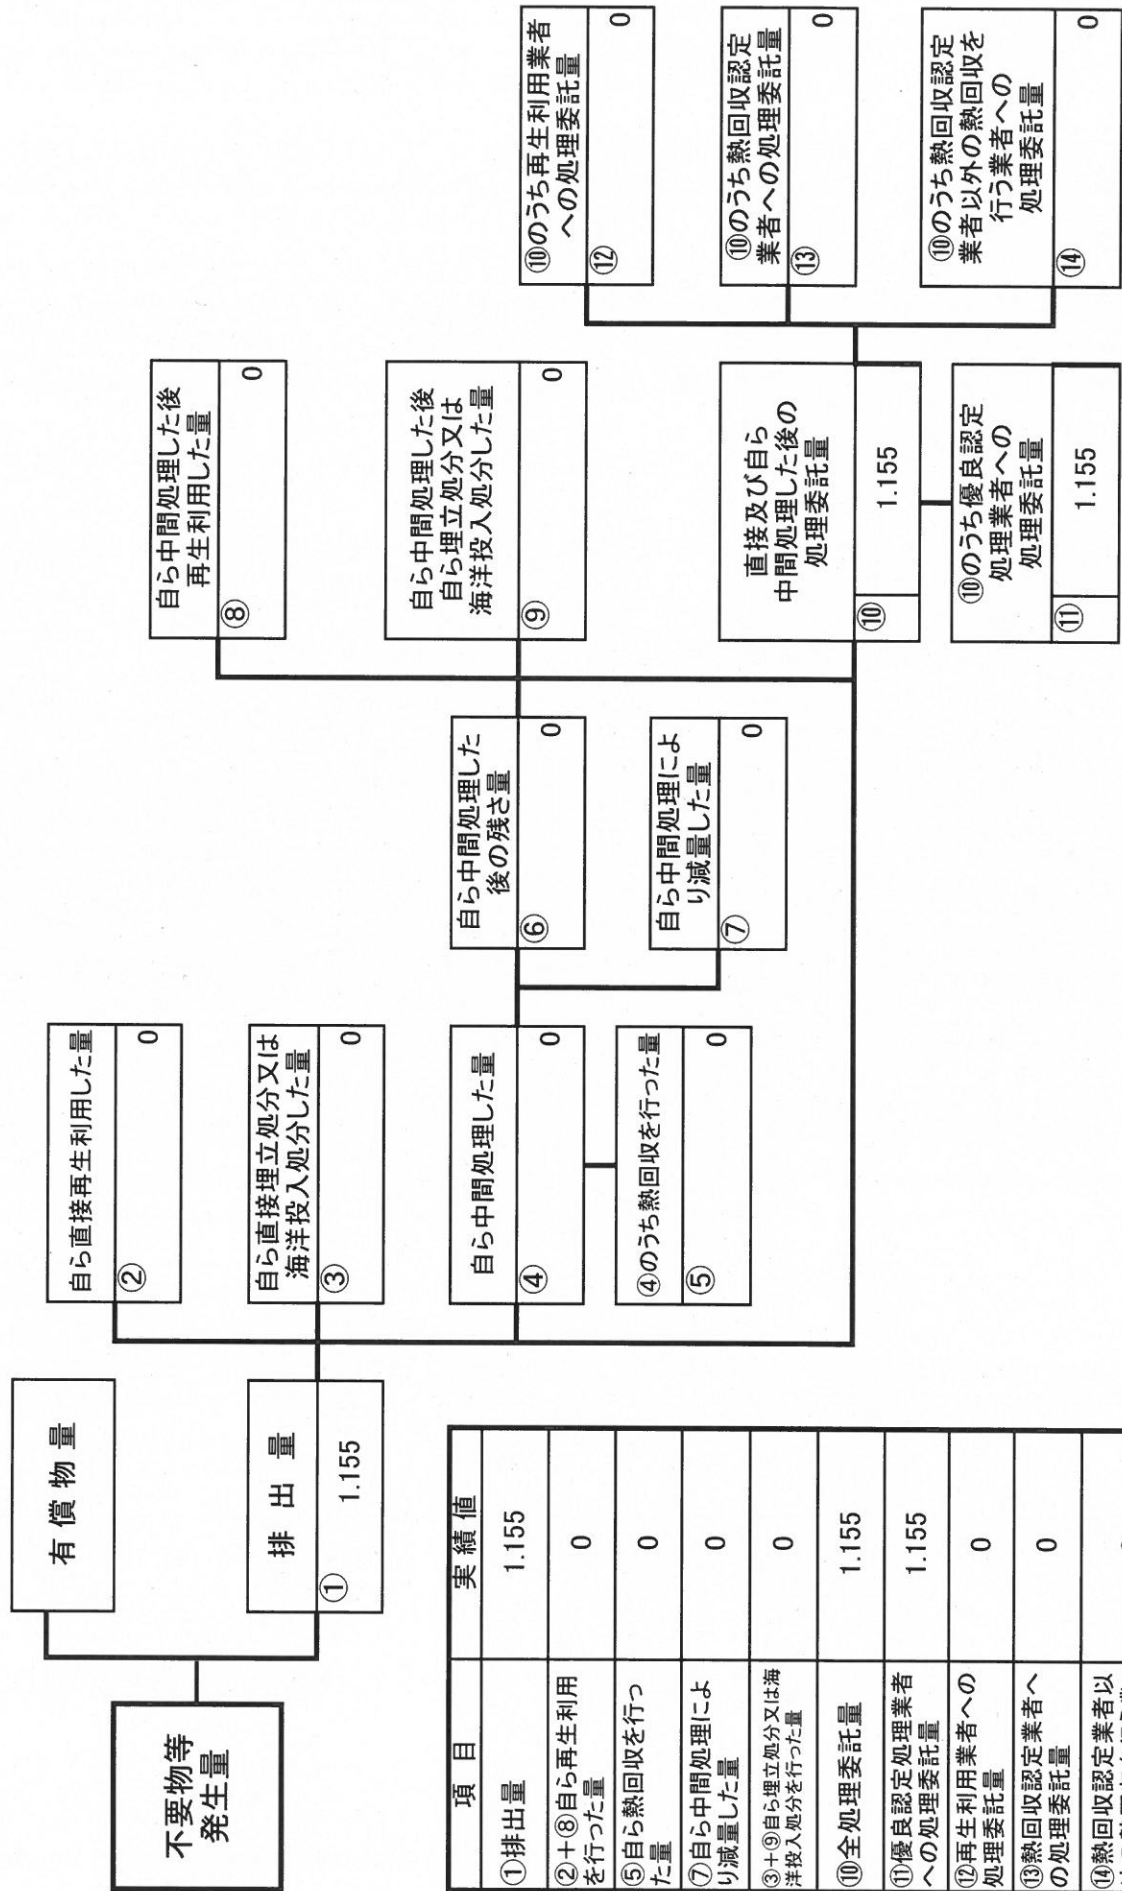 不要物等
発生量
有償物量
排出量
①
1.155
自ら直接再生利用した量
②
0
自ら直接埋立処分又は
海洋投入処分した量
③
0
自ら中間処理した量
④
0
④のうち熱回収を行った量
⑤
0
自ら中間処理した
後の残さ量
⑥
0
自ら中間処理によ
り減量した量
⑦
0
自ら中間処理した後
再生利用した量
⑧
0
自ら中間処理した後
自ら埋立処分又は
海洋投入処分した量
⑨
0
直接及び自ら
中間処理した後の
処理委託量
⑩
1.155
⑩のうち優良認定
処理業者への
処理委託量
⑪
1.155
⑩のうち再生利用業者
への処理委託量
⑫
0
⑩のうち熱回収認定
業者への処理委託量
⑬
0
⑩のうち熱回収認定
業者以外の熱回収を
行う業者への
処理委託量
⑭
0
項目 実績値
①排出量 1.155
②+⑧自ら再生利用
を行った量 0
⑤自ら熱回収を行っ
た量 0
⑦自ら中間処理によ
り減量した量 0
③+⑨自ら埋立処分又は海
洋投入処分を行った量 0
⑩全処理委託量 1.155
⑪優良認定処理業者
への処理委託量 1.155
⑫再生利用業者への
処理委託量 0
⑬熱回収認定業者へ
の処理委託量 0
⑭熱回収認定業者以